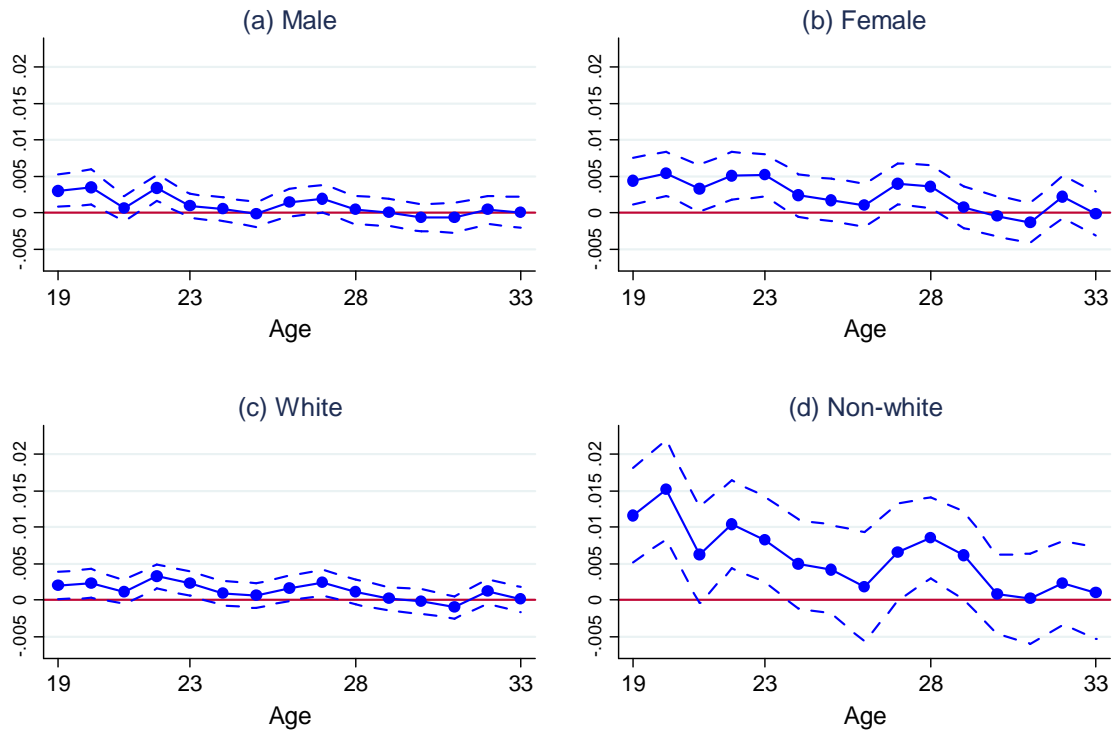 (a) Male
.02
.015
.01
.005
0
-.005
19 23 28 33
Age
(b) Female
.02
.015
.01
.005
0
-.005
19 23 28 33
Age
(c) White
.02
.015
.01
.005
0
-.005
19 23 28 33
Age
(d) Non-white
.02
.015
.01
.005
0
-.005
19 23 28 33
Age